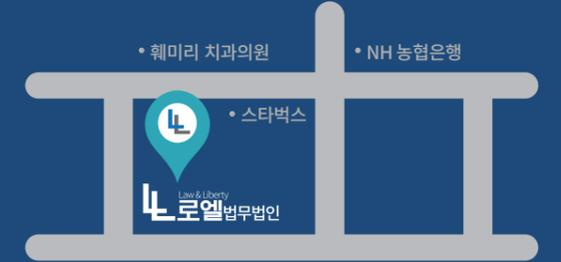 • 훼미리 치과의원
• NH 농협은행
• 스타벅스
LL
Law & Liberty
LL 로엘법무법인